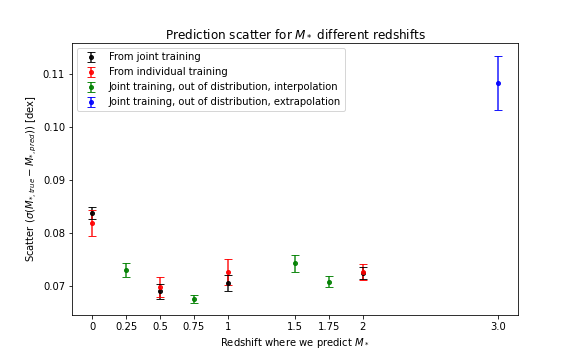 Prediction scatter for M* different redshifts
From joint training
From individual training
Joint training, out of distribution, interpolation
Joint training, out of distribution, extrapolation
Scatter (σ(M*,true − M*,pred)) [dex]
0.11
0.10
0.09
0.08
0.07
0 0.25 0.5 0.75 1 1.5 1.75 2 3.0
Redshift where we predict M*